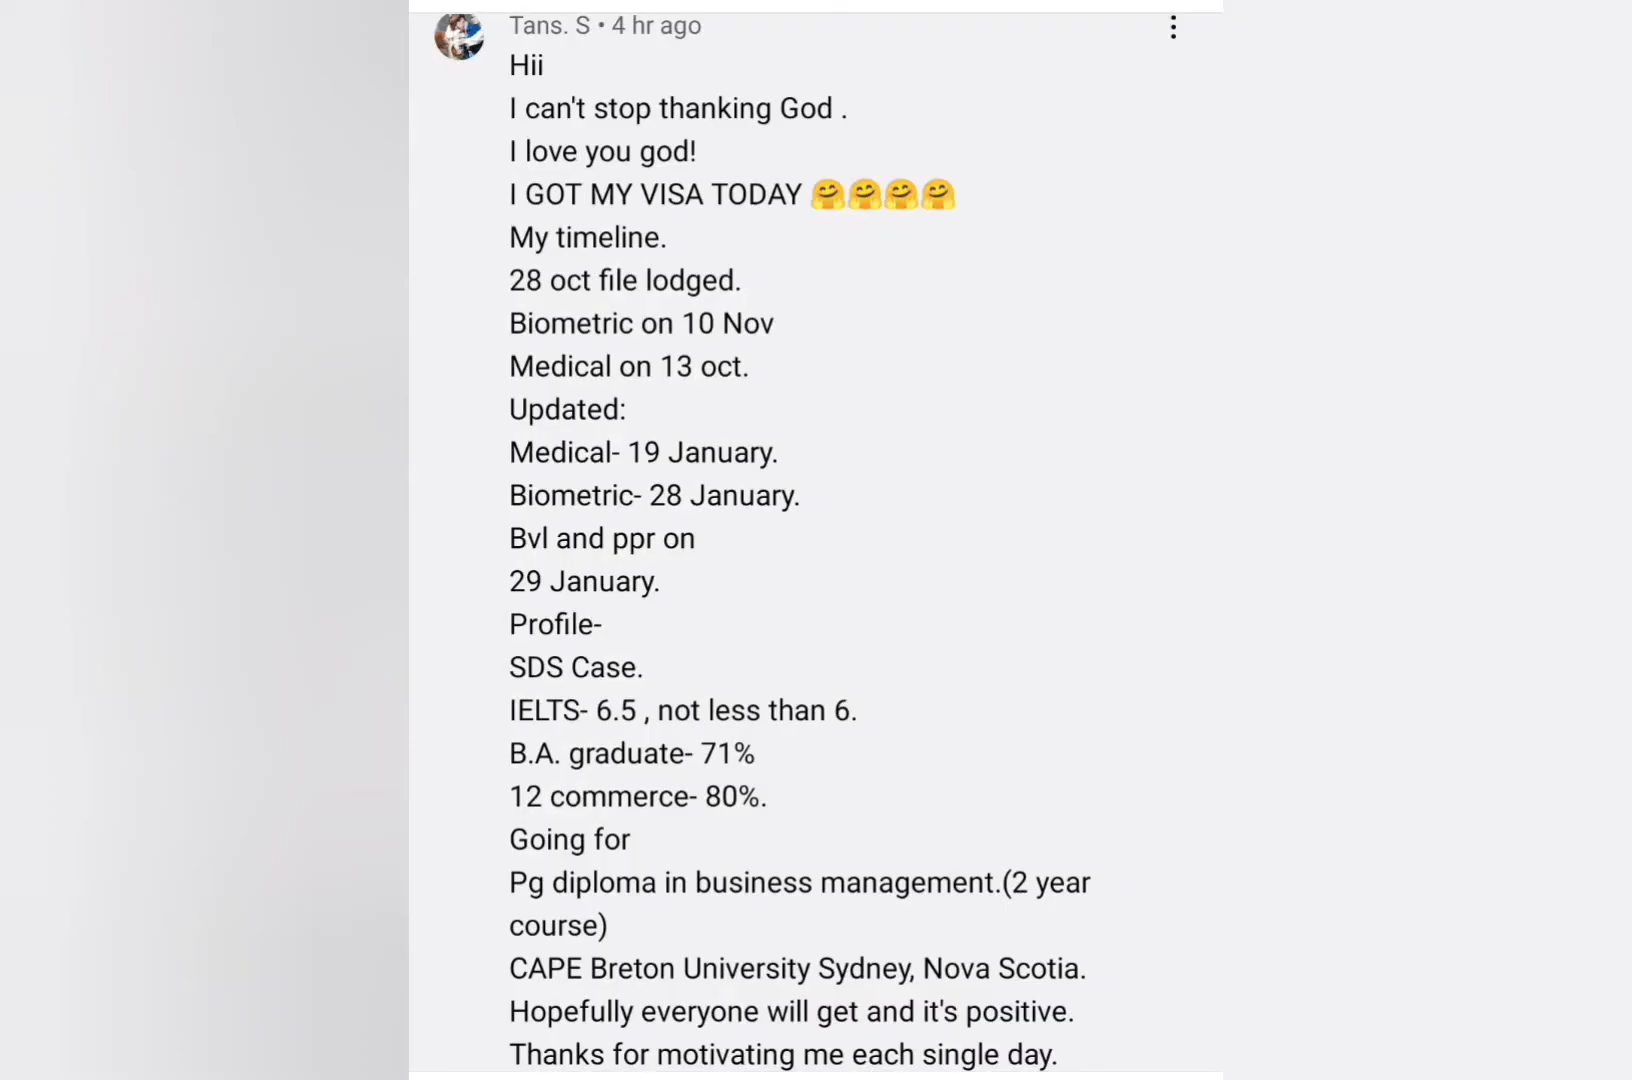 Tans. S • 4 hr ago
Hii
I can't stop thanking God .
I love you god!
I GOT MY VISA TODAY 🤗🤗🤗🤗
My timeline.
28 oct file lodged.
Biometric on 10 Nov
Medical on 13 oct.
Updated:
Medical- 19 January.
Biometric- 28 January.
Bvl and ppr on
29 January.
Profile-
SDS Case.
IELTS- 6.5 , not less than 6.
B.A. graduate- 71%
12 commerce- 80%.
Going for
Pg diploma in business management.(2 year
course)
CAPE Breton University Sydney, Nova Scotia.
Hopefully everyone will get and it's positive.
Thanks for motivating me each single day.